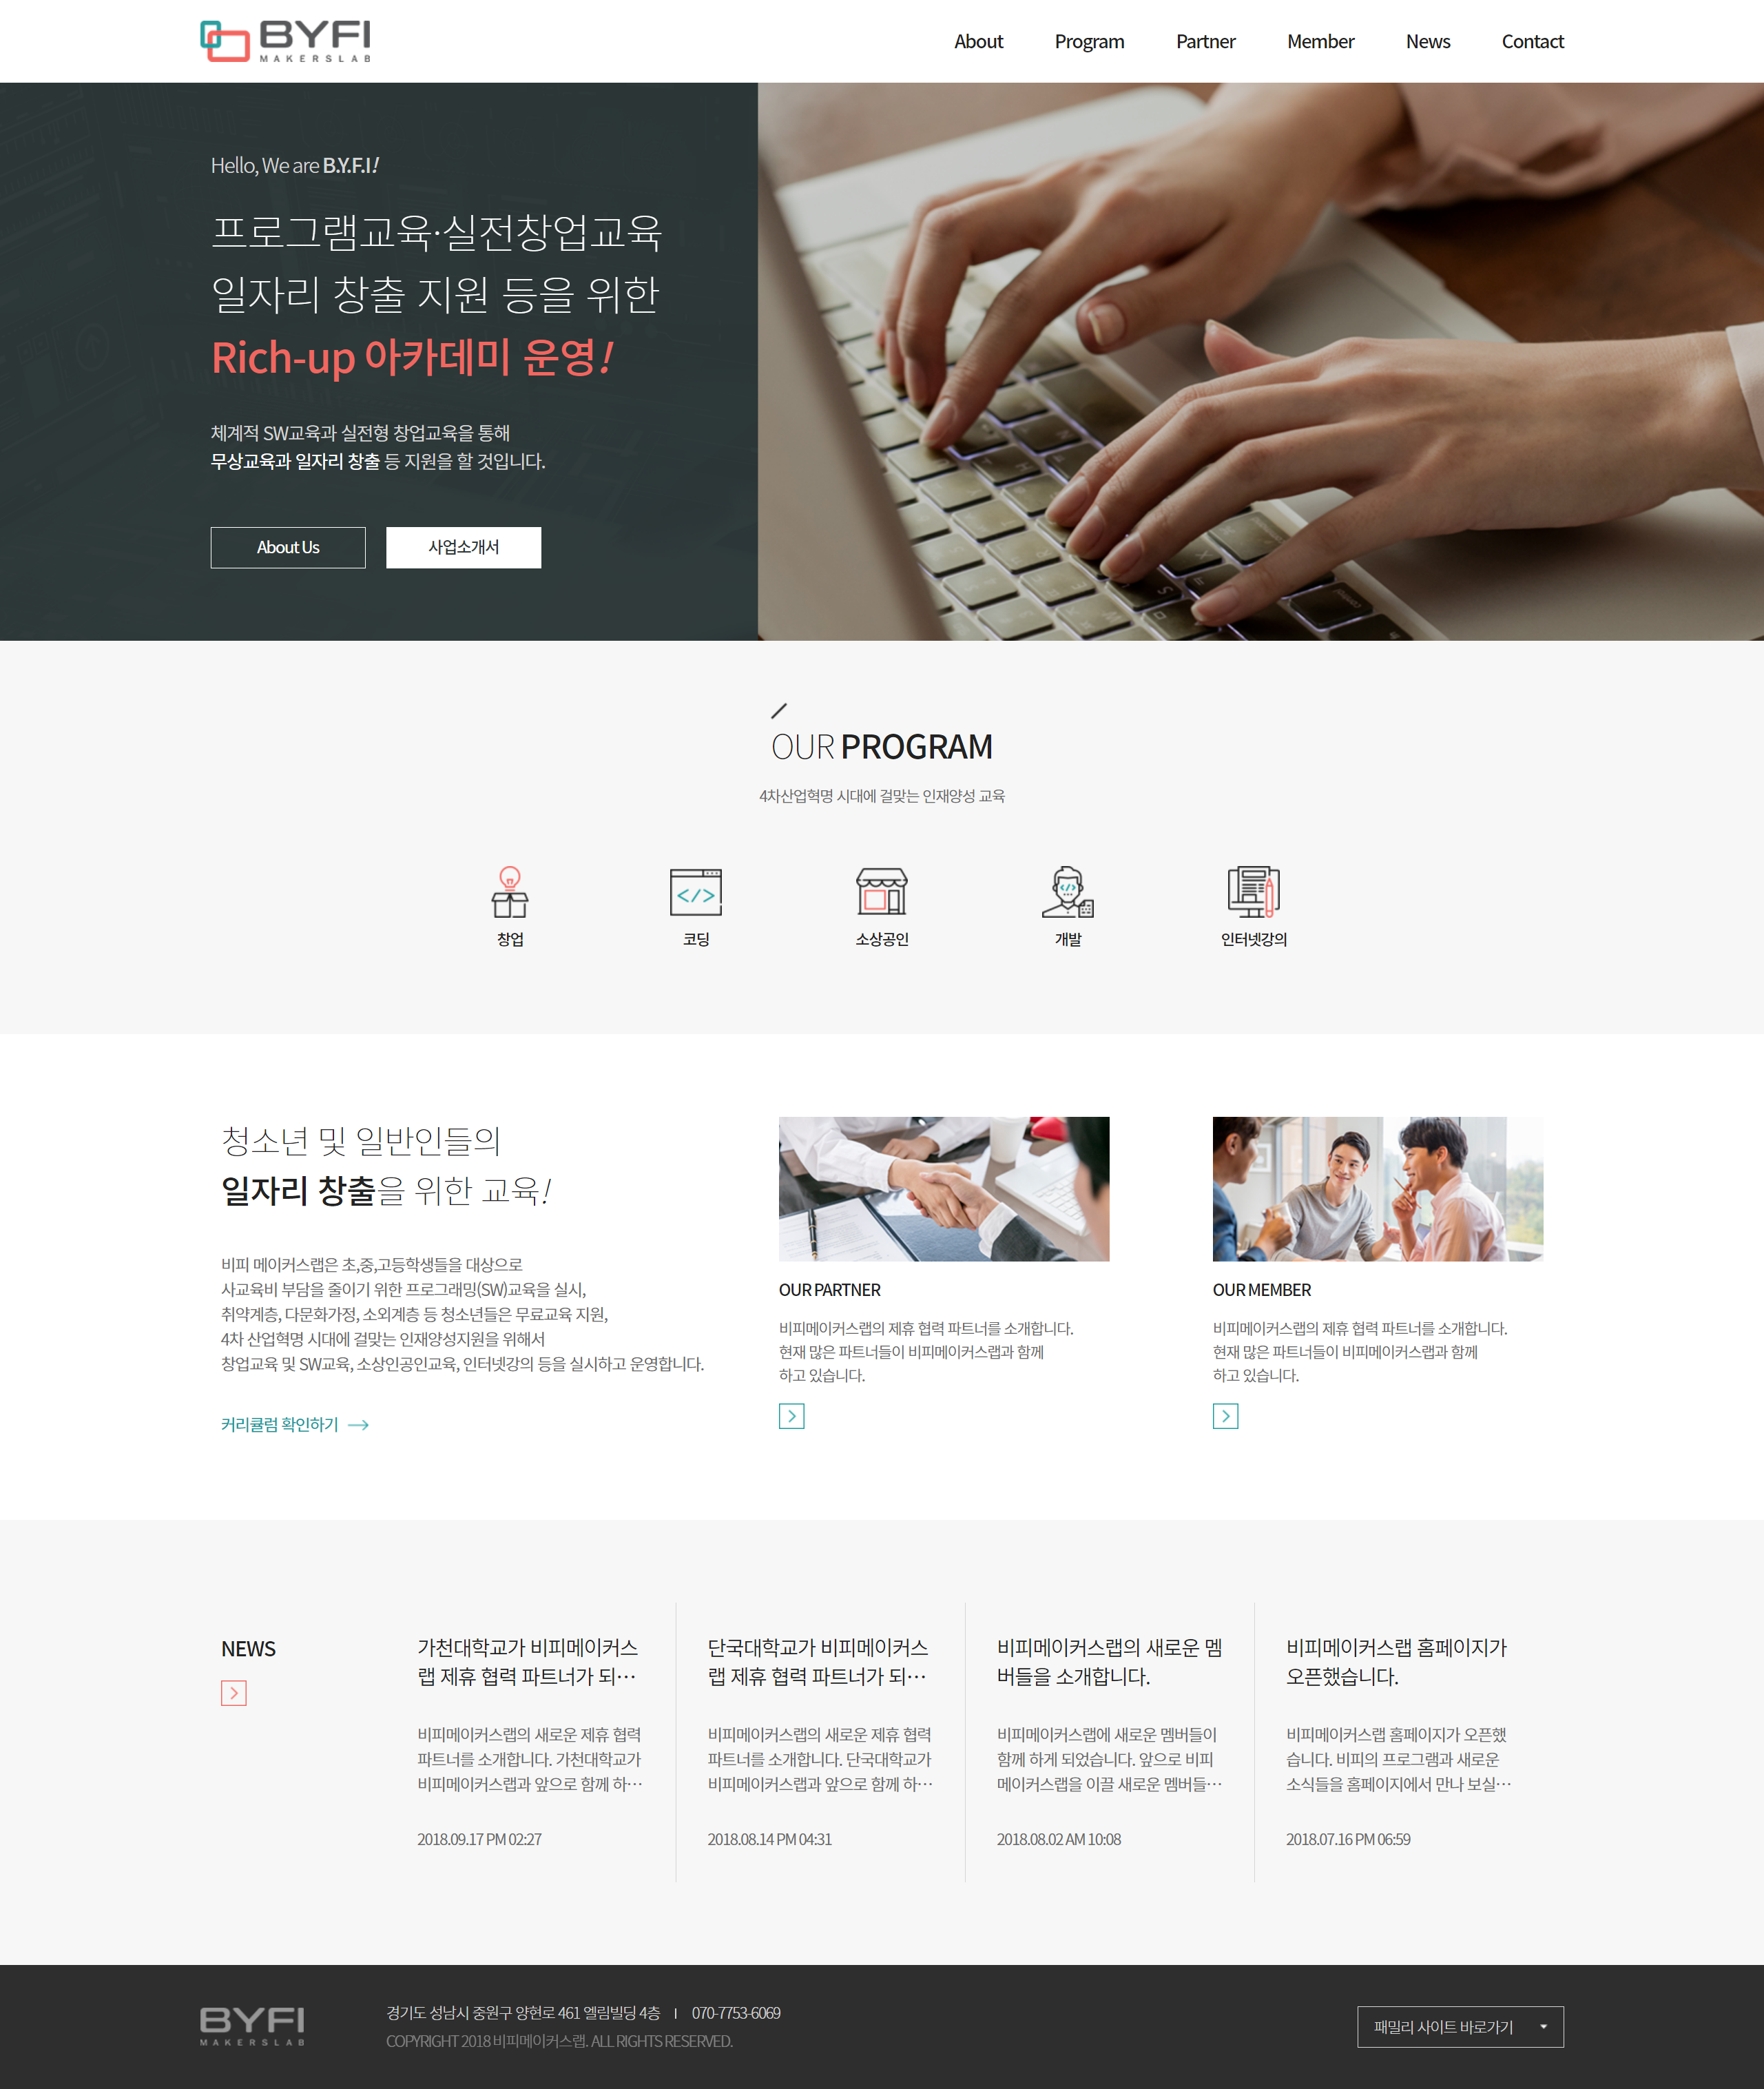 BYFI
MAKERSLAB
About
Program
Partner
Member
News
Contact
Hello, We are B.Y.F.I!
프로그램교육·실전창업교육
일자리 창출 지원 등을 위한
Rich-up 아카데미 운영!
체계적 SW교육과 실전형 창업교육을 통해
무상교육과 일자리 창출 등 지원을 할 것입니다.
About Us
사업소개서
OUR PROGRAM
4차산업혁명 시대에 걸맞는 인재양성 교육
창업
코딩
소상공인
개발
인터넷강의
청소년 및 일반인들의
일자리 창출을 위한 교육!
비피 메이커스랩은 초,중,고등학생들을 대상으로
사교육비 부담을 줄이기 위한 프로그래밍(SW)교육을 실시,
취약계층, 다문화가정, 소외계층 등 청소년들은 무료교육 지원,
4차 산업혁명 시대에 걸맞는 인재양성지원을 위해서
창업교육 및 SW교육, 소상인공인교육, 인터넷강의 등을 실시하고 운영합니다.
커리큘럼 확인하기
OUR PARTNER
비피메이커스랩의 제휴 협력 파트너를 소개합니다.
현재 많은 파트너들이 비피메이커스랩과 함께
하고 있습니다.
OUR MEMBER
비피메이커스랩의 제휴 협력 파트너를 소개합니다.
현재 많은 파트너들이 비피메이커스랩과 함께
하고 있습니다.
NEWS
가천대학교가 비피메이커스
랩 제휴 협력 파트너가 되…
비피메이커스랩의 새로운 제휴 협력
파트너를 소개합니다. 가천대학교가
비피메이커스랩과 앞으로 함께 하…
2018.09.17 PM 02:27
단국대학교가 비피메이커스
랩 제휴 협력 파트너가 되…
비피메이커스랩의 새로운 제휴 협력
파트너를 소개합니다. 단국대학교가
비피메이커스랩과 앞으로 함께 하…
2018.08.14 PM 04:31
비피메이커스랩의 새로운 멤
버들을 소개합니다.
비피메이커스랩에 새로운 멤버들이
함께 하게 되었습니다. 앞으로 비피
메이커스랩을 이끌 새로운 멤버들…
2018.08.02 AM 10:08
비피메이커스랩 홈페이지가
오픈했습니다.
비피메이커스랩 홈페이지가 오픈했
습니다. 비피의 프로그램과 새로운
소식들을 홈페이지에서 만나 보실…
2018.07.16 PM 06:59
BYFI
MAKERSLAB
경기도 성남시 중원구 양현로 461 엘림빌딩 4층 | 070-7753-6069
COPYRIGHT 2018 비피메이커스랩. ALL RIGHTS RESERVED.
패밀리 사이트 바로가기